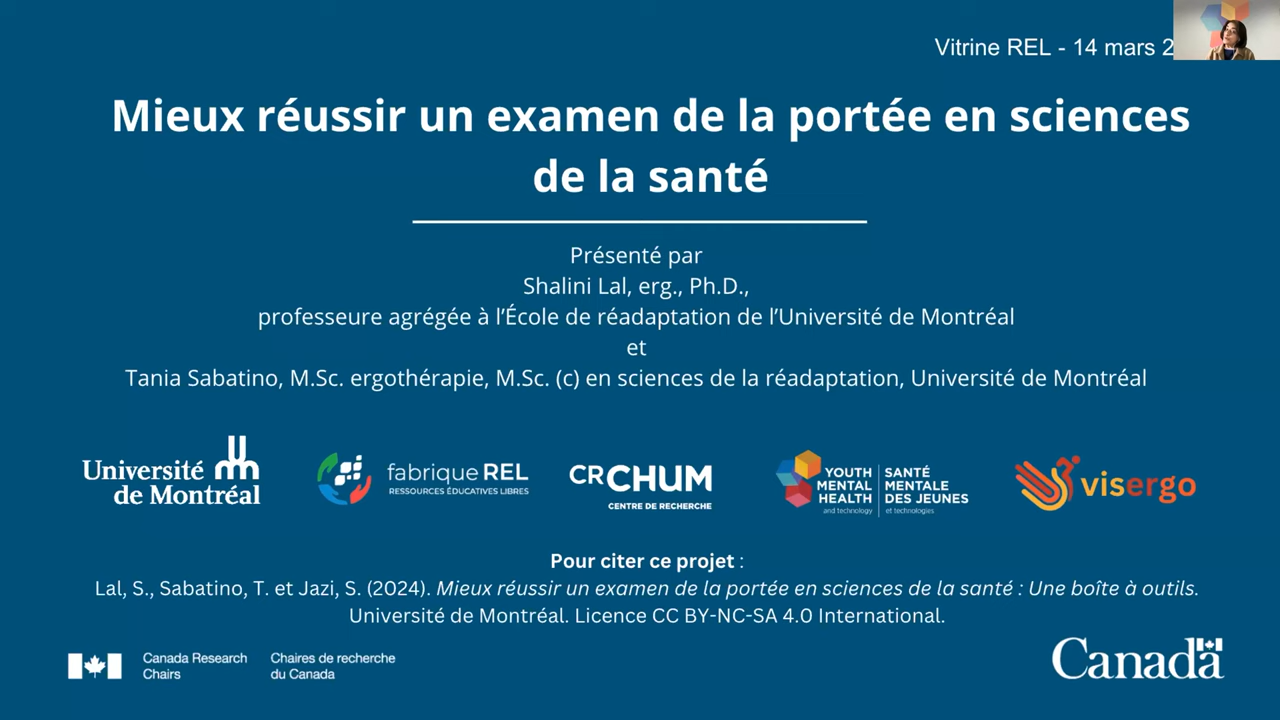 Vitrine REL - 14 mars 2
Mieux réussir un examen de la portée en sciences
de la santé
Présenté par
Shalini Lal, erg., Ph.D.,
professeure agrégée à l'École de réadaptation de l'Université de Montréal
et
Tania Sabatino, M.Sc. ergothérapie, M.Sc. (c) en sciences de la réadaptation, Université de Montréal
Université
de Montréal
fabrique REL
RESSOURCES ÉDUCATIVES LIBRES
CRCHUM
CENTRE DE RECHERCHE
YOUTH
MENTAL
HEALTH
and technology
SANTÉ
MENTALE
DES JEUNES
et technologies
visergo
Pour citer ce projet :
Lal, S., Sabatino, T. et Jazi, S. (2024). Mieux réussir un examen de la portée en sciences de la santé : Une boîte à outils.
Université de Montréal. Licence CC BY-NC-SA 4.0 International.
Canada Research
Chairs
Chaires de recherche
du Canada
Canada